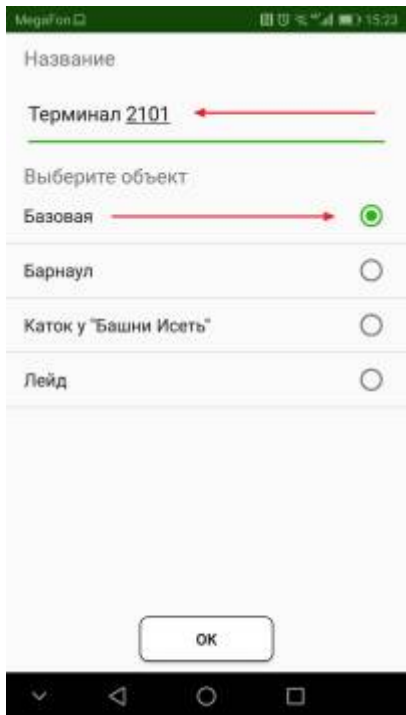 MegaFon 15:23
Название
Терминал 2101
Выберите объект
Базовая
Барнаул
Каток у "Башни Исеть"
Лейд
ОК